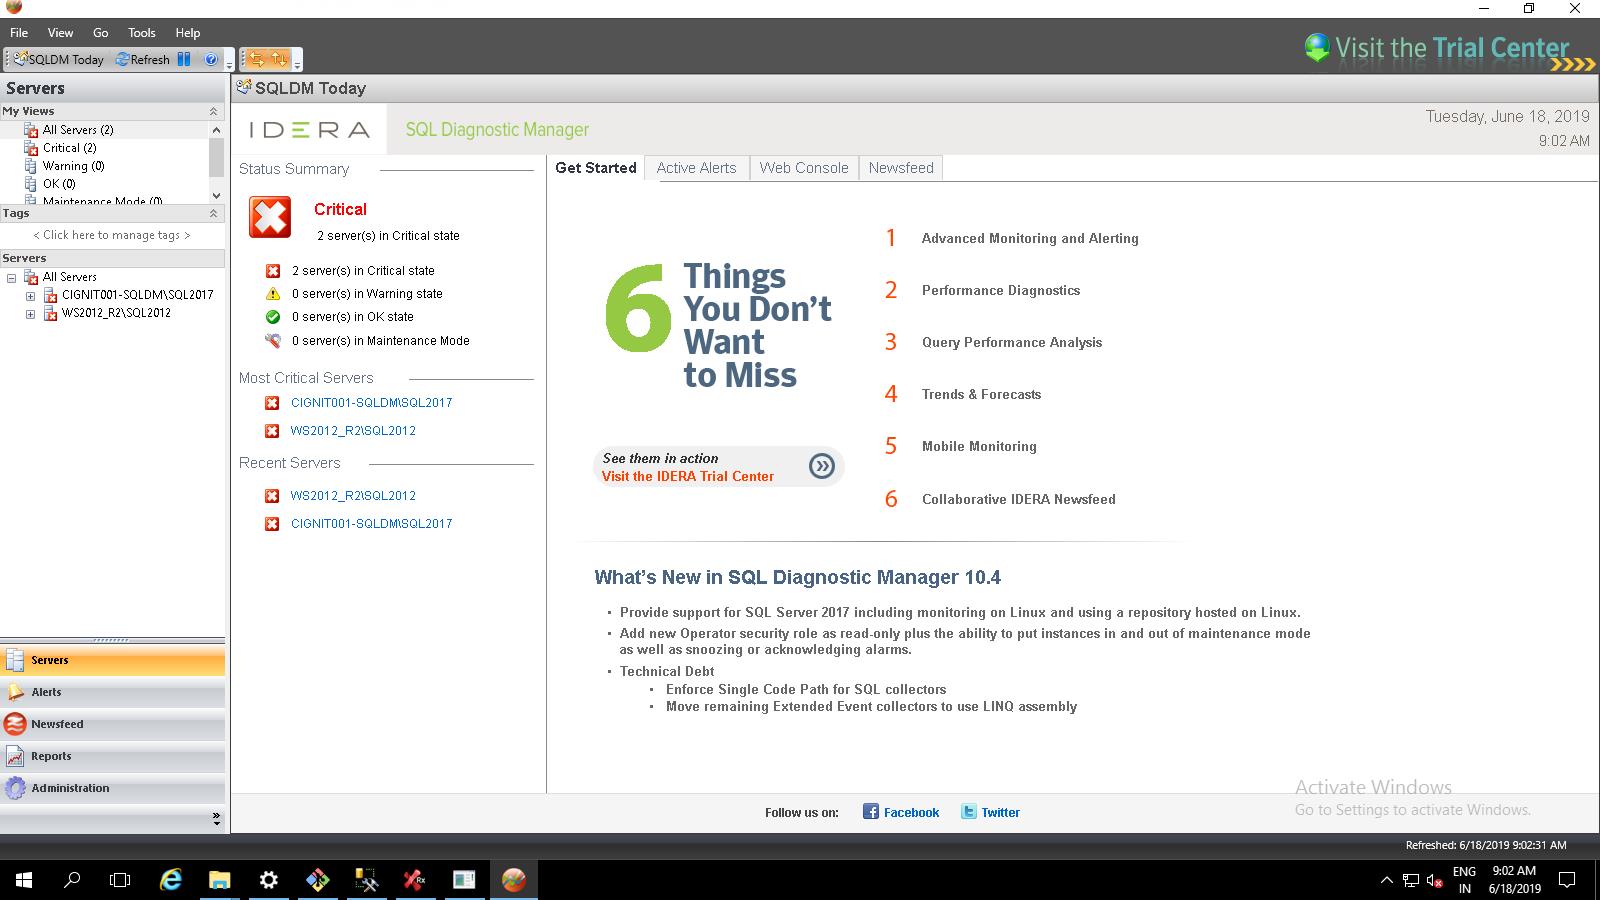 File View Go Tools Help
Visit the Trial Center
SQLDM Today Refresh
Servers
My Views
All Servers (2)
Critical (2)
Warning (0)
OK (0)
Maintenance Mode (0)
Tags
< Click here to manage tags >
Servers
All Servers
CIGNIT001-SQLDM\SQL2017
WS2012_R2\SQL2012
Servers
Alerts
Newsfeed
Reports
Administration
SQLDM Today
IDERA SQL Diagnostic Manager
Tuesday, June 18, 2019
9:02 AM
Status Summary
Critical
2 server(s) in Critical state
2 server(s) in Critical state
0 server(s) in Warning state
0 server(s) in OK state
0 server(s) in Maintenance Mode
Most Critical Servers
CIGNIT001-SQLDM\SQL2017
WS2012_R2\SQL2012
Recent Servers
WS2012_R2\SQL2012
CIGNIT001-SQLDM\SQL2017
Get Started Active Alerts Web Console Newsfeed
6 Things
You Don't
Want
to Miss
See them in action
Visit the IDERA Trial Center
1 Advanced Monitoring and Alerting
2 Performance Diagnostics
3 Query Performance Analysis
4 Trends & Forecasts
5 Mobile Monitoring
6 Collaborative IDERA Newsfeed
What's New in SQL Diagnostic Manager 10.4
• Provide support for SQL Server 2017 including monitoring on Linux and using a repository hosted on Linux.
• Add new Operator security role as read-only plus the ability to put instances in and out of maintenance mode
as well as snoozing or acknowledging alarms.
• Technical Debt
• Enforce Single Code Path for SQL collectors
• Move remaining Extended Event collectors to use LINQ assembly
Activate Windows
Go to Settings to activate Windows.
Follow us on: Facebook Twitter
Refreshed: 6/18/2019 9:02:31 AM
ENG
IN
9:02 AM
6/18/2019